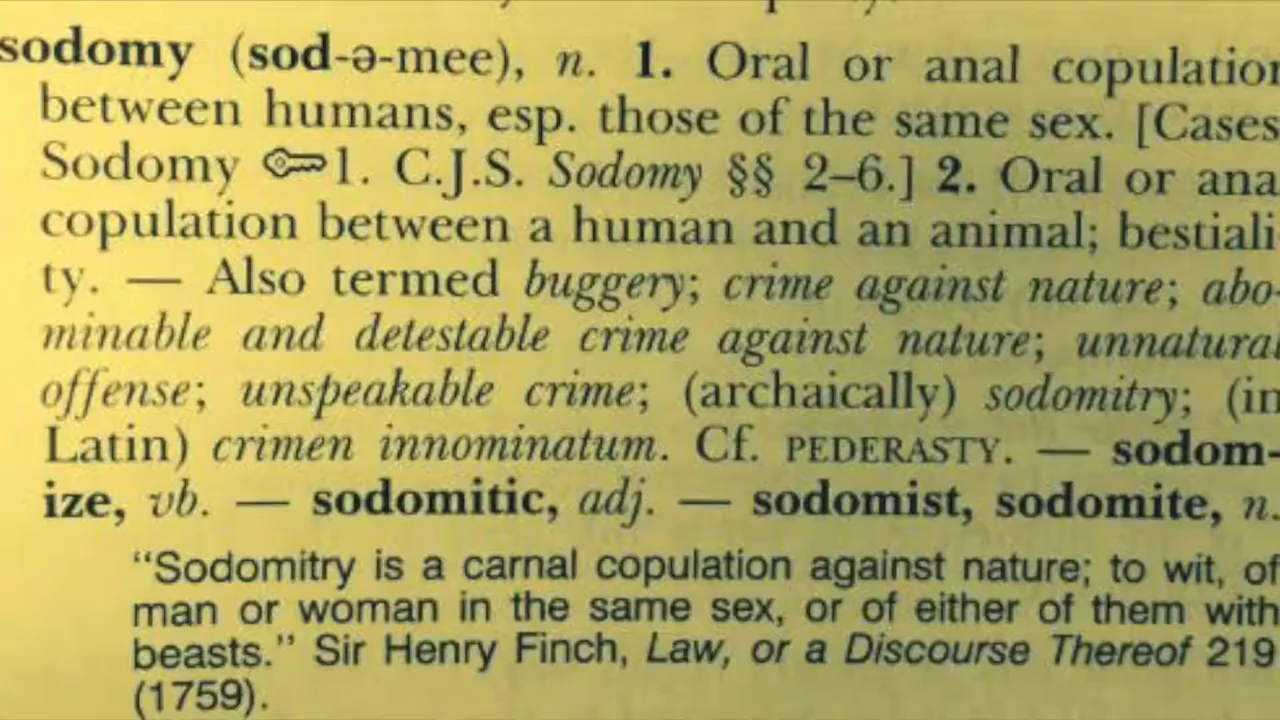 sodomy (sod-ə-mee), n. 1. Oral or anal copulation
between humans, esp. those of the same sex. [Cases
Sodomy 🗝1. C.J.S. Sodomy §§ 2–6.] 2. Oral or ana
copulation between a human and an animal; bestiali
ty. — Also termed buggery; crime against nature; abo-
minable and detestable crime against nature; unnatural
offense; unspeakable crime; (archaically) sodomitry; (in
Latin) crimen innominatum. Cf. PEDERASTY. — sodom-
ize, vb. — sodomitic, adj. — sodomist, sodomite, n.
“Sodomitry is a carnal copulation against nature; to wit, of
man or woman in the same sex, or of either of them with
beasts.” Sir Henry Finch, Law, or a Discourse Thereof 219
(1759).